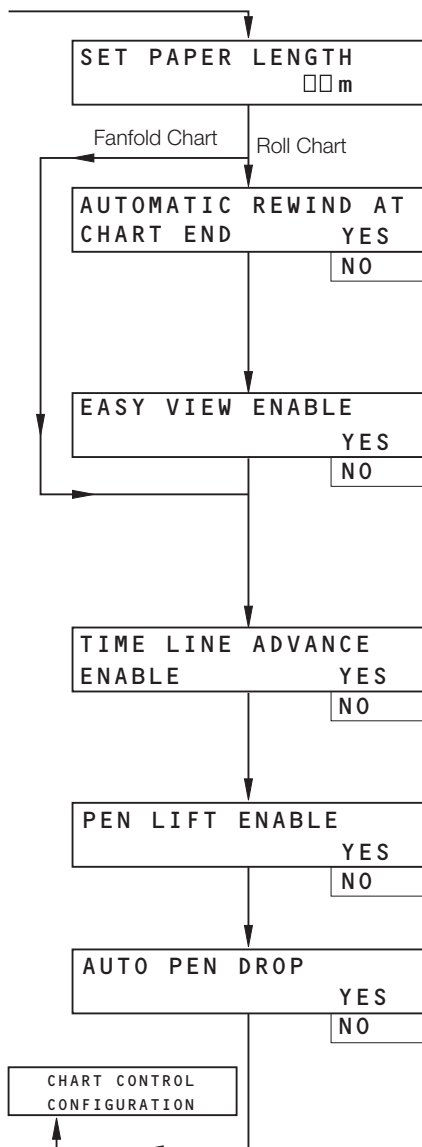 SET PAPER LENGTH
□□m
Fanfold Chart
Roll Chart
AUTOMATIC REWIND AT
CHART END YES
NO
EASY VIEW ENABLE
YES
NO
TIME LINE ADVANCE
ENABLE YES
NO
PEN LIFT ENABLE
YES
NO
AUTO PEN DROP
YES
NO
CHART CONTROL
CONFIGURATION